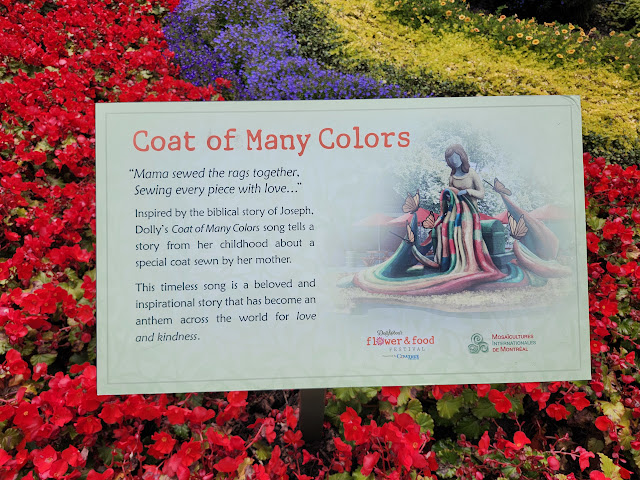 Coat of Many Colors
“Mama sewed the rags together,
Sewing every piece with love...”
Inspired by the biblical story of Joseph,
Dolly's Coat of Many Colors song tells a
story from her childhood about a
special coat sewn by her mother.
This timeless song is a beloved and
inspirational story that has become an
anthem across the world for love
and kindness.
Dollywood's
flower & food
FESTIVAL
MOSAÏCULTURES
INTERNATIONALES
DE MONTRÉAL